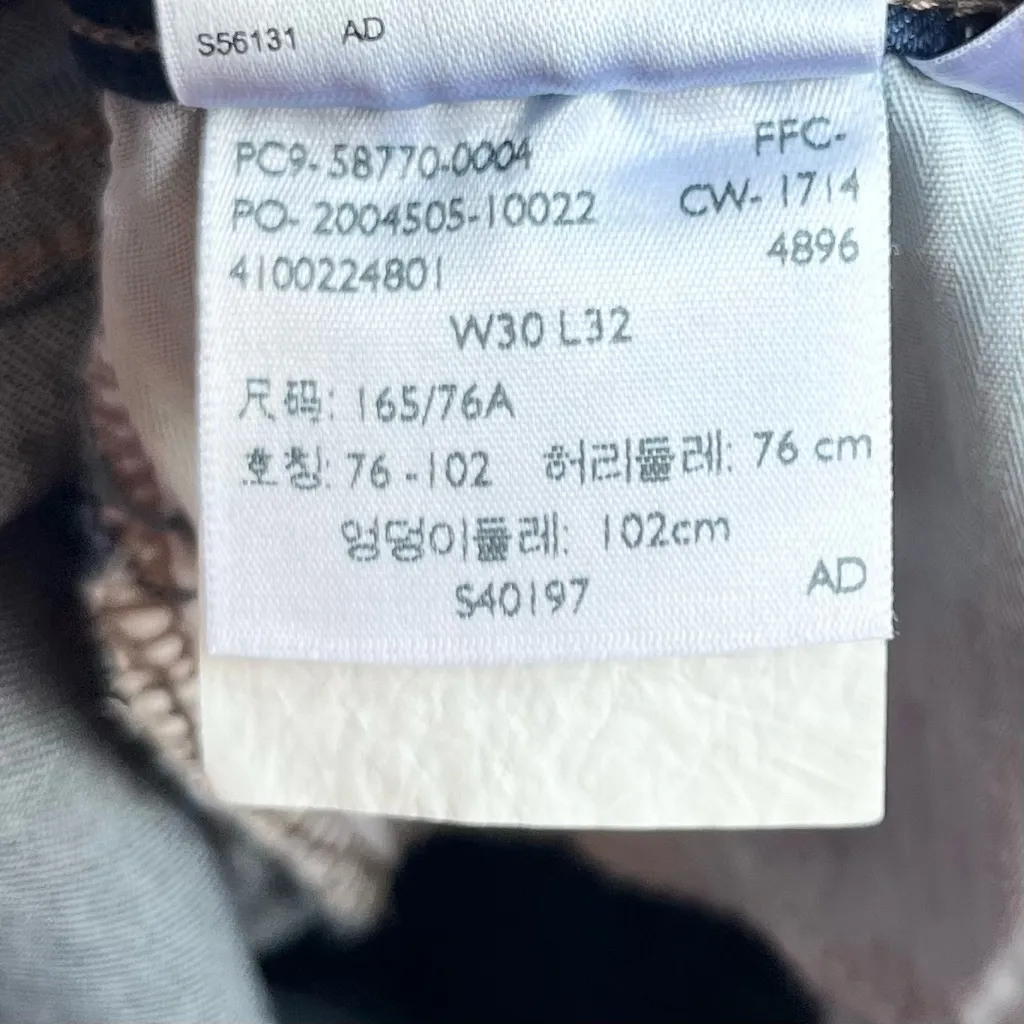 S56131 AD
PC9-58770-0004 FFC-
PO-2004505-10022 CW-1714
4100224801 4896
W30 L32
尺码: 165/76A
호칭: 76-102 허리둘레: 76 cm
엉덩이둘레: 102cm
S40197 AD